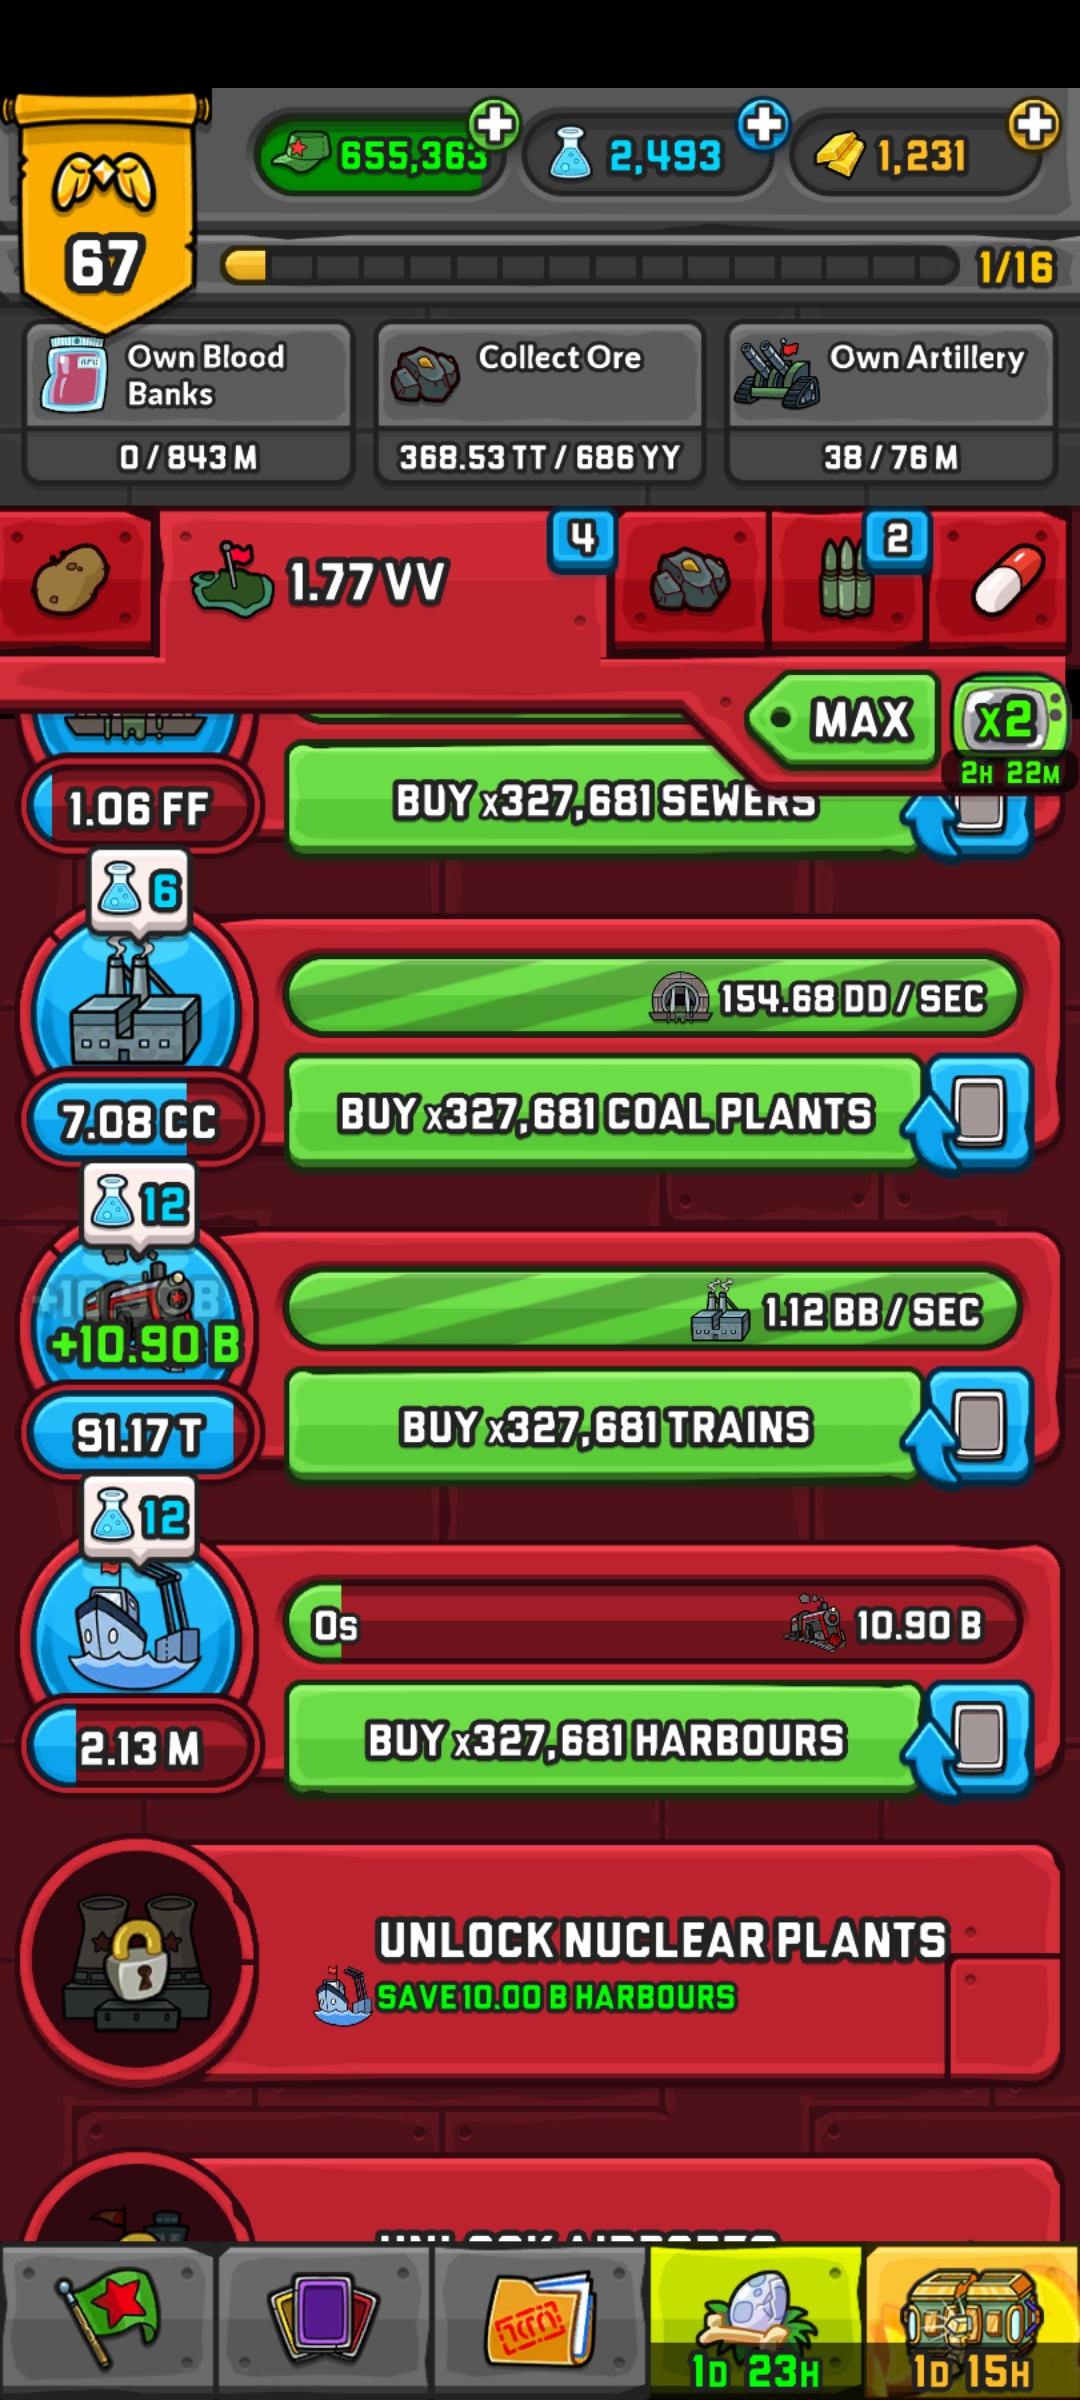 655,363
2,493
1,231
67
1/16
Own Blood
Banks
0 / 843 M
Collect Ore
368.53 TT / 686 YY
Own Artillery
38 / 76 M
1.77 VV
4
2
MAX
x2
2H 22M
1.06 FF
BUY x327,681 SEWERS
6
154.68 DD / SEC
7.08 CC
BUY x327,681 COAL PLANTS
12
+10.90 B
+10.90 B
1.12 BB / SEC
91.17 T
BUY x327,681 TRAINS
12
0s
10.90 B
2.13 M
BUY x327,681 HARBOURS
UNLOCK NUCLEAR PLANTS
SAVE 10.00 B HARBOURS
1D 23H
1D 15H